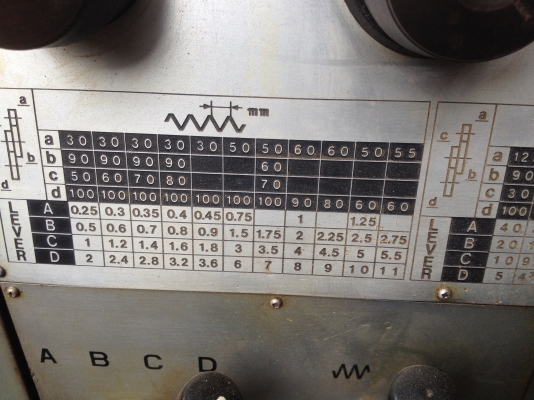 mm
a 30 30 30 30 30 50 50 60 60 50 55
b 90 90 90 90 60
c 50 60 70 80 70
d 100 100 100 100 100 100 100 90 80 60 60
LEVER
A 0.25 0.3 0.35 0.4 0.45 0.75 1 1.25
B 0.5 0.6 0.7 0.8 0.9 1.5 1.75 2 2.25 2.5 2.75
C 1 1.2 1.4 1.6 1.8 3 3.5 4 4.5 5 5.5
D 2 2.4 2.8 3.2 3.6 6 7 8 9 10 11
a
b
d
a
c
b
d
a
b 90
c 30
d 100
LEVER
A 40
B 20
C 10
D 5
A B C D